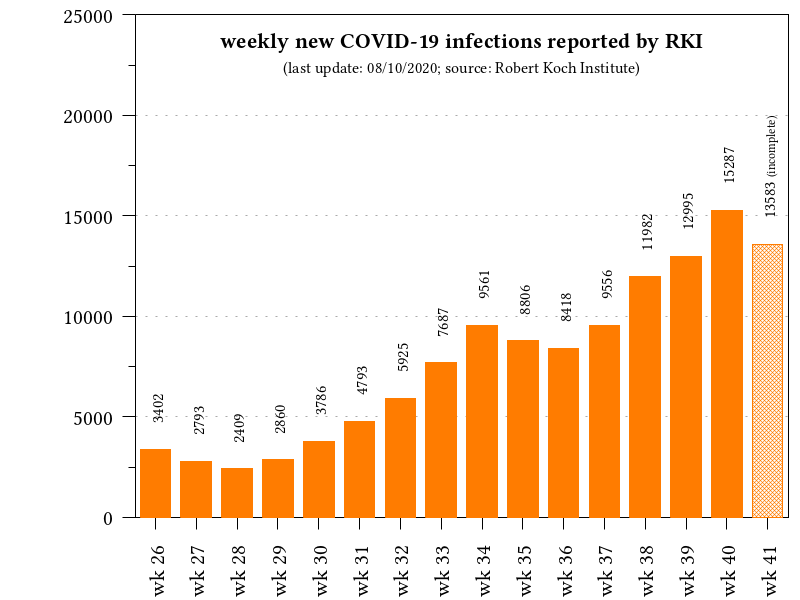 weekly new COVID-19 infections reported by RKI
(last update: 08/10/2020; source: Robert Koch Institute)
25000
20000
15000
10000
5000
0
3402
2793
2409
2860
3786
4793
5925
7687
9561
8806
8418
9556
11982
12995
15287
13583 (incomplete)
wk 26
wk 27
wk 28
wk 29
wk 30
wk 31
wk 32
wk 33
wk 34
wk 35
wk 36
wk 37
wk 38
wk 39
wk 40
wk 41